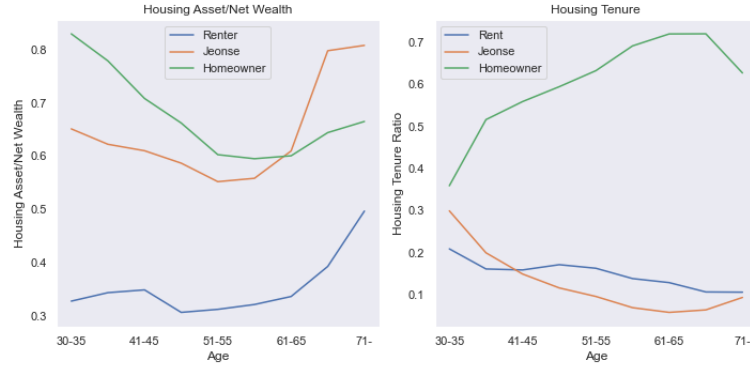 Housing Asset/Net Wealth
Renter
Jeonse
Homeowner
Housing Asset/Net Wealth
0.8
0.7
0.6
0.5
0.4
0.3
30-35
41-45
51-55
61-65
71-
Age
Housing Tenure
Rent
Jeonse
Homeowner
Housing Tenure Ratio
0.7
0.6
0.5
0.4
0.3
0.2
0.1
30-35
41-45
51-55
61-65
71-
Age